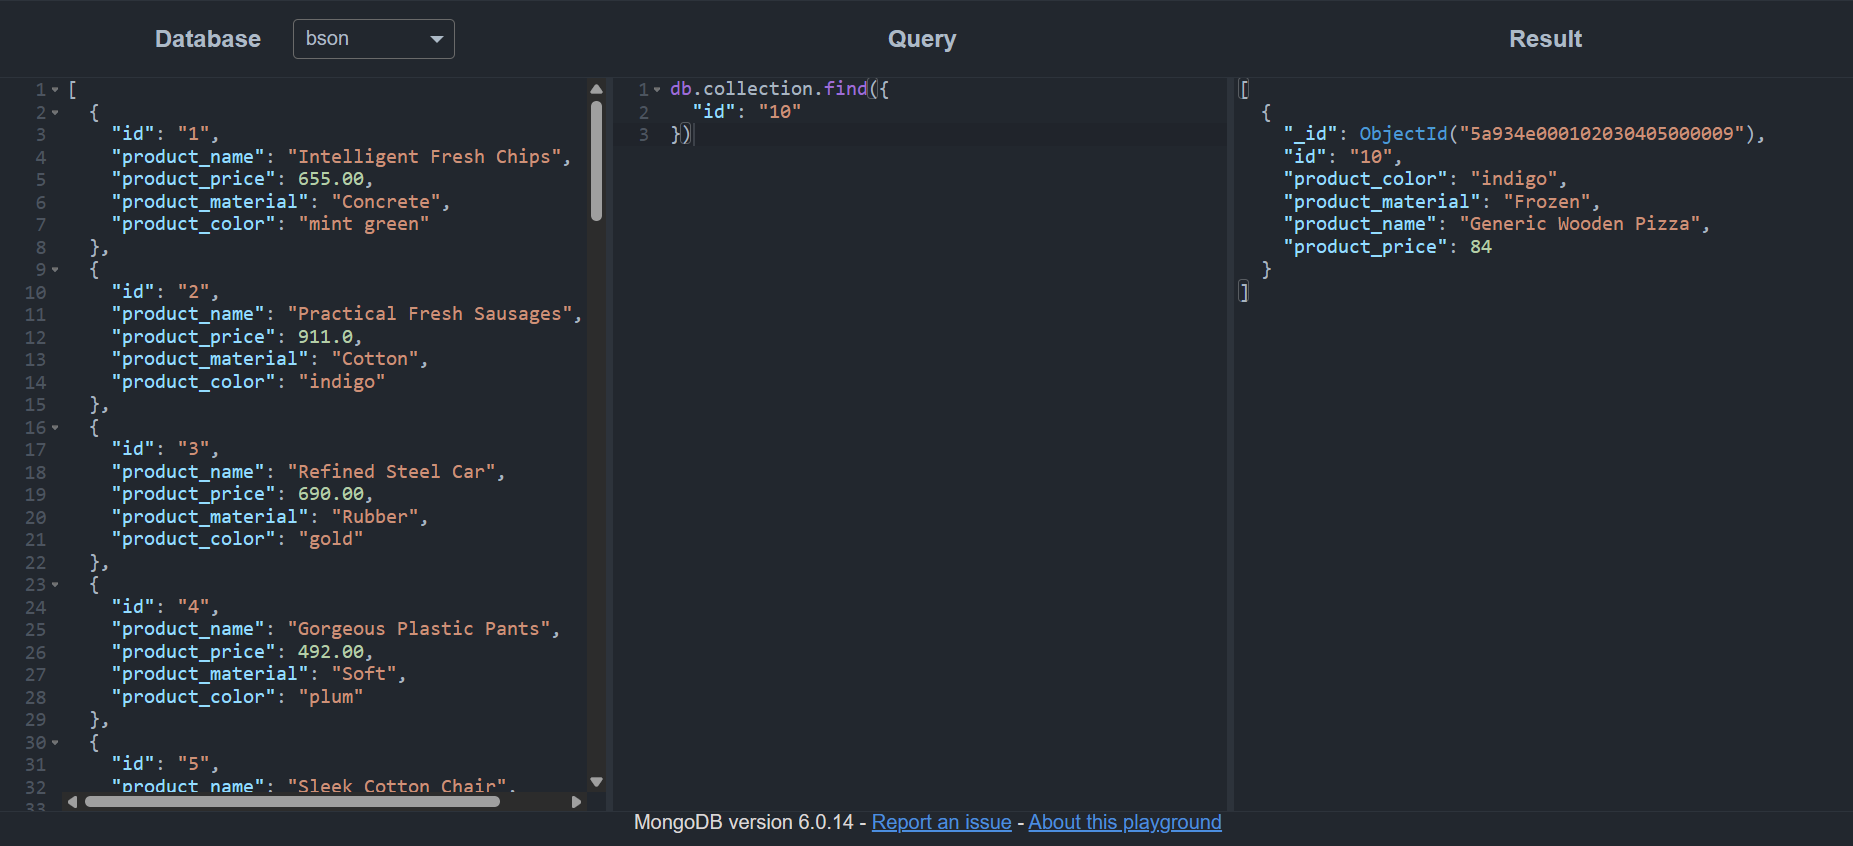 Database bson Query Result
1 [
2 {
3 "id": "1",
4 "product_name": "Intelligent Fresh Chips",
5 "product_price": 655.00,
6 "product_material": "Concrete",
7 "product_color": "mint green"
8 },
9 {
10 "id": "2",
11 "product_name": "Practical Fresh Sausages",
12 "product_price": 911.0,
13 "product_material": "Cotton",
14 "product_color": "indigo"
15 },
16 {
17 "id": "3",
18 "product_name": "Refined Steel Car",
19 "product_price": 690.00,
20 "product_material": "Rubber",
21 "product_color": "gold"
22 },
23 {
24 "id": "4",
25 "product_name": "Gorgeous Plastic Pants",
26 "product_price": 492.00,
27 "product_material": "Soft",
28 "product_color": "plum"
29 },
30 {
31 "id": "5",
32 "product_name": "Sleek Cotton Chair",
33
1 db.collection.find({
2 "id": "10"
3 })
[
{
"_id": ObjectId("5a934e000102030405000009"),
"id": "10",
"product_color": "indigo",
"product_material": "Frozen",
"product_name": "Generic Wooden Pizza",
"product_price": 84
}
]
MongoDB version 6.0.14 - Report an issue - About this playground